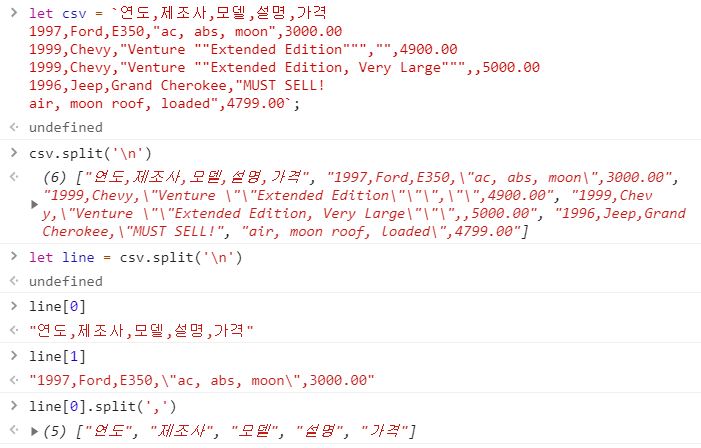 let csv = `연도,제조사,모델,설명,가격
1997,Ford,E350,"ac, abs, moon",3000.00
1999,Chevy,"Venture ""Extended Edition""","",4900.00
1999,Chevy,"Venture ""Extended Edition, Very Large""",,5000.00
1996,Jeep,Grand Cherokee,"MUST SELL!
air, moon roof, loaded",4799.00`;
undefined
csv.split('\n')
(6) ["연도,제조사,모델,설명,가격", "1997,Ford,E350,\"ac, abs, moon\",3000.00",
"1999,Chevy,\"Venture \"\"Extended Edition\"\"\",\"\",4900.00", "1999,Chev
y,\"Venture \"\"Extended Edition, Very Large\"\"\",,5000.00", "1996,Jeep,Grand
Cherokee,\"MUST SELL!", "air, moon roof, loaded\",4799.00"]
let line = csv.split('\n')
undefined
line[0]
"연도,제조사,모델,설명,가격"
line[1]
"1997,Ford,E350,\"ac, abs, moon\",3000.00"
line[0].split(',')
(5) ["연도", "제조사", "모델", "설명", "가격"]